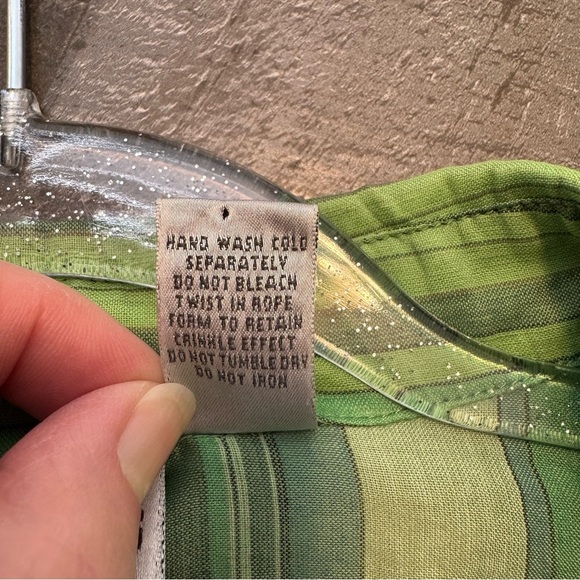 HAND WASH COLD
SEPARATELY
DO NOT BLEACH
TWIST IN ROPE
FORM TO RETAIN
CRINKLE EFFECT
DO NOT TUMBLE DRY
DO NOT IRON